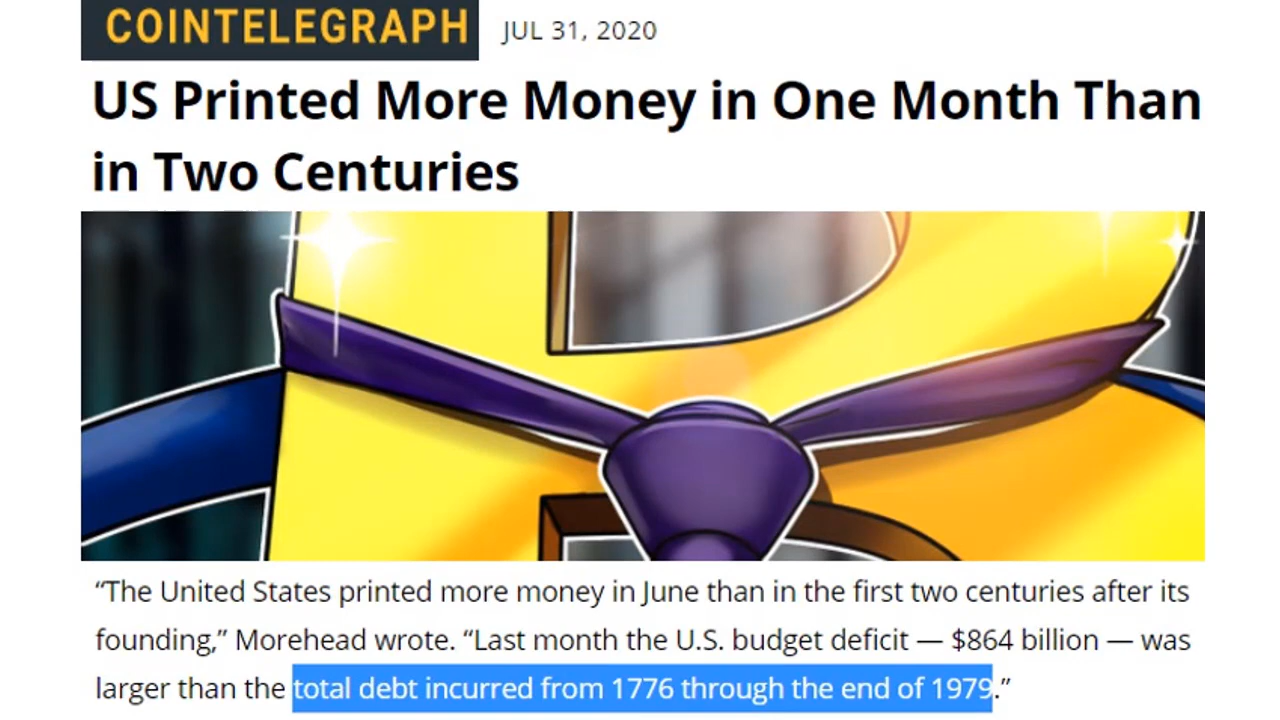 COINTELEGRAPH JUL 31, 2020
US Printed More Money in One Month Than
in Two Centuries
“The United States printed more money in June than in the first two centuries after its
founding,” Morehead wrote. “Last month the U.S. budget deficit — $864 billion — was
larger than the total debt incurred from 1776 through the end of 1979.”